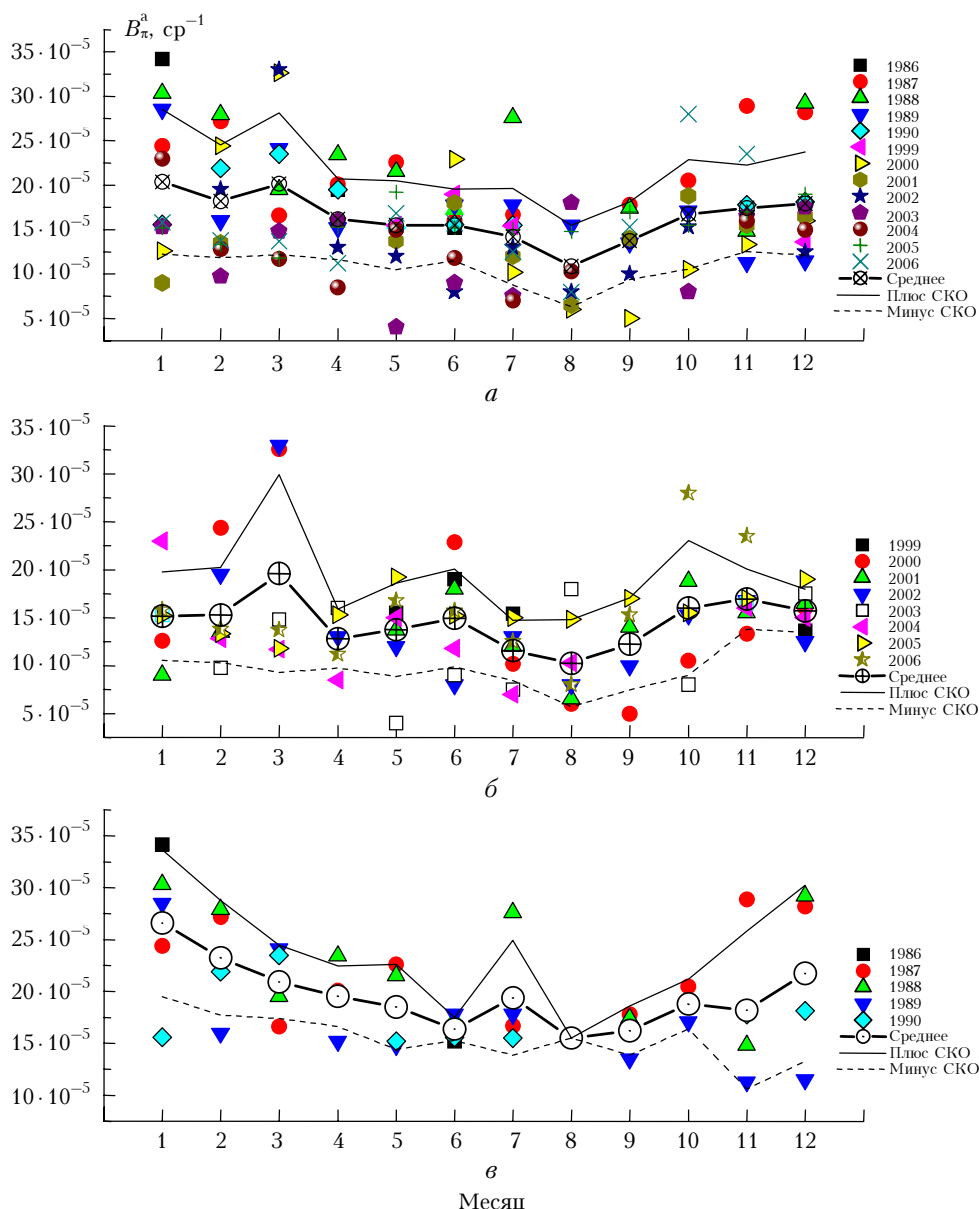 B_π^a, ср⁻¹
35·10⁻⁵
30·10⁻⁵
25·10⁻⁵
20·10⁻⁵
15·10⁻⁵
10·10⁻⁵
5·10⁻⁵
1986
1987
1988
1989
1990
1999
2000
2001
2002
2003
2004
2005
2006
Среднее
Плюс СКО
Минус СКО
1 2 3 4 5 6 7 8 9 10 11 12
а
35·10⁻⁵
30·10⁻⁵
25·10⁻⁵
20·10⁻⁵
15·10⁻⁵
10·10⁻⁵
5·10⁻⁵
1999
2000
2001
2002
2003
2004
2005
2006
Среднее
Плюс СКО
Минус СКО
1 2 3 4 5 6 7 8 9 10 11 12
б
35·10⁻⁵
30·10⁻⁵
25·10⁻⁵
20·10⁻⁵
15·10⁻⁵
10·10⁻⁵
1986
1987
1988
1989
1990
Среднее
Плюс СКО
Минус СКО
1 2 3 4 5 6 7 8 9 10 11 12
в
Месяц